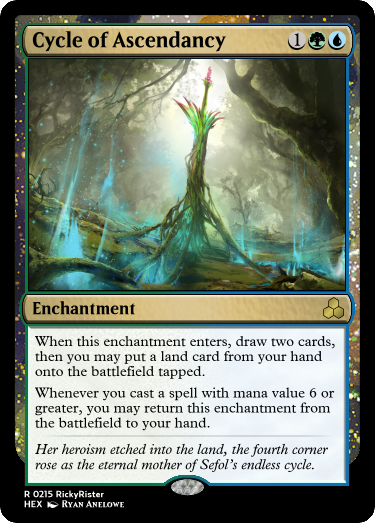 Cycle of Ascendancy 1
Enchantment
When this enchantment enters, draw two cards,
then you may put a land card from your hand
onto the battlefield tapped.
Whenever you cast a spell with mana value 6 or
greater, you may return this enchantment from
the battlefield to your hand.
Her heroism etched into the land, the fourth corner
rose as the eternal mother of Sefol's endless cycle.
R 0215 RickyRister
HEX RYAN ANELOWE